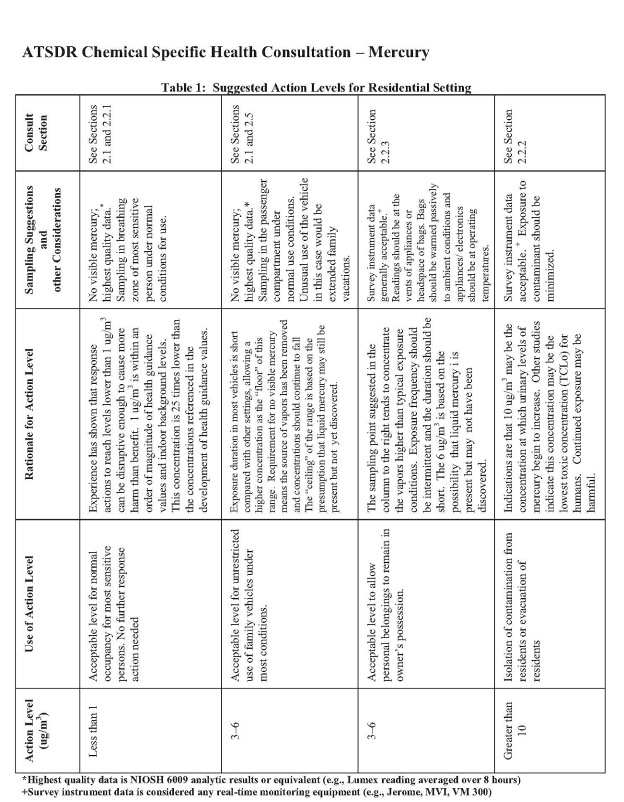 ATSDR Chemical Specific Health Consultation – Mercury
Table 1: Suggested Action Levels for Residential Setting
Action Level
(ug/m3)
Use of Action Level
Rationale for Action Level
Sampling Suggestions
and
other Considerations
Consult
Section
Less than 1
Acceptable level for normal
occupancy for most sensitive
persons. No further response
action needed
Experience has shown that response
actions to reach levels lower than 1 ug/m3
can be disruptive enough to cause more
harm than benefit. 1 ug/m3 is within an
order of magnitude of health guidance
values and indoor background levels.
This concentration is 25 times lower than
the concentrations referenced in the
development of health guidance values.
No visible mercury;
highest quality data.*
Sampling in breathing
zone of most sensitive
person under normal
conditions for use.
See Sections
2.1 and 2.2.1
3–6
Acceptable level for unrestricted
use of family vehicles under
most conditions.
Exposure duration in most vehicles is short
compared with other settings, allowing a
higher concentration as the “floor” of this
range. Requirement for no visible mercury
means the source of vapors has been removed
and concentrations should continue to fall
The “ceiling” of the range is based on the
presumption that liquid mercury may still be
present but not yet discovered.
No visible mercury;
highest quality data.*
Sampling in the passenger
compartment under
normal use conditions.
Unusual use of the vehicle
in this case would be
extended family
vacations.
See Sections
2.1 and 2.5
3–6
Acceptable level to allow
personal belongings to remain in
owner’s possession.
The sampling point suggested in the
column to the right tends to concentrate
the vapors higher than typical exposure
conditions. Exposure frequency should
be intermittent and the duration should be
short. The 6 ug/m3 is based on the
possibility that liquid mercury i is
present but may not have been
discovered.
Survey instrument data
generally acceptable.+
Readings should be at the
vents of appliances or
headspace of bags. Bags
should be warmed passively
to ambient conditions and
appliances/ electronics
should be at operating
temperatures.
See Section
2.2.3
Greater than
10
Isolation of contamination from
residents or evacuation of
residents
Indications are that 10 ug/m3 may be the
concentration at which urinary levels of
mercury begin to increase. Other studies
indicate this concentration may be the
lowest toxic concentration (TCLo) for
humans. Continued exposure may be
harmful.
Survey instrument data
acceptable. + Exposure to
contaminant should be
minimized.
See Section
2.2.2
*Highest quality data is NIOSH 6009 analytic results or equivalent (e.g., Lumex reading averaged over 8 hours)
+Survey instrument data is considered any real-time monitoring equipment (e.g., Jerome, MVI, VM 300)